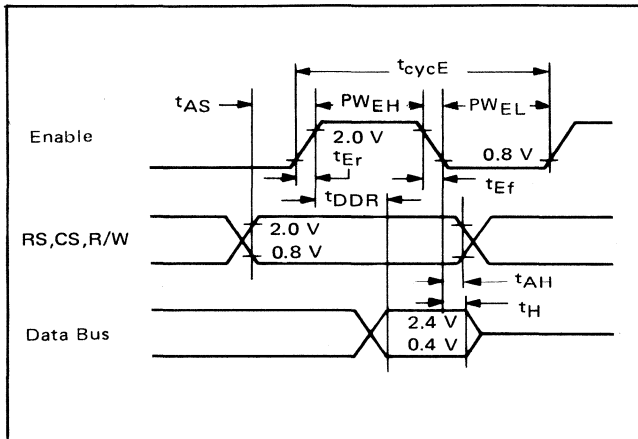 tcycE
tAS
PWEH
PWEL
Enable
2.0 V
0.8 V
tEr
tEf
tDDR
RS,CS,R/W
2.0 V
0.8 V
tAH
tH
Data Bus
2.4 V
0.4 V